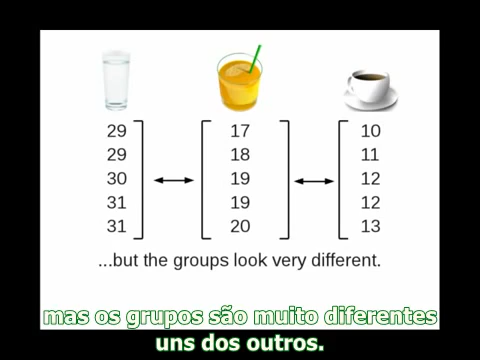 29 17 10
29 18 11
30 19 12
31 19 12
31 20 13
...but the groups look very different.
mas os grupos são muito diferentes
uns dos outros.